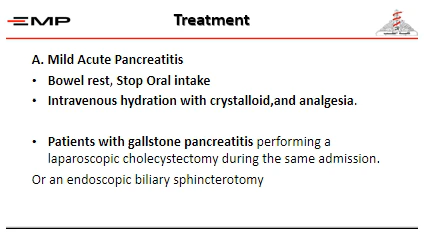 EMP
Treatment
A. Mild Acute Pancreatitis
• Bowel rest, Stop Oral intake
• Intravenous hydration with crystalloid,and analgesia.
• Patients with gallstone pancreatitis performing a
laparoscopic cholecystectomy during the same admission.
Or an endoscopic biliary sphincterotomy